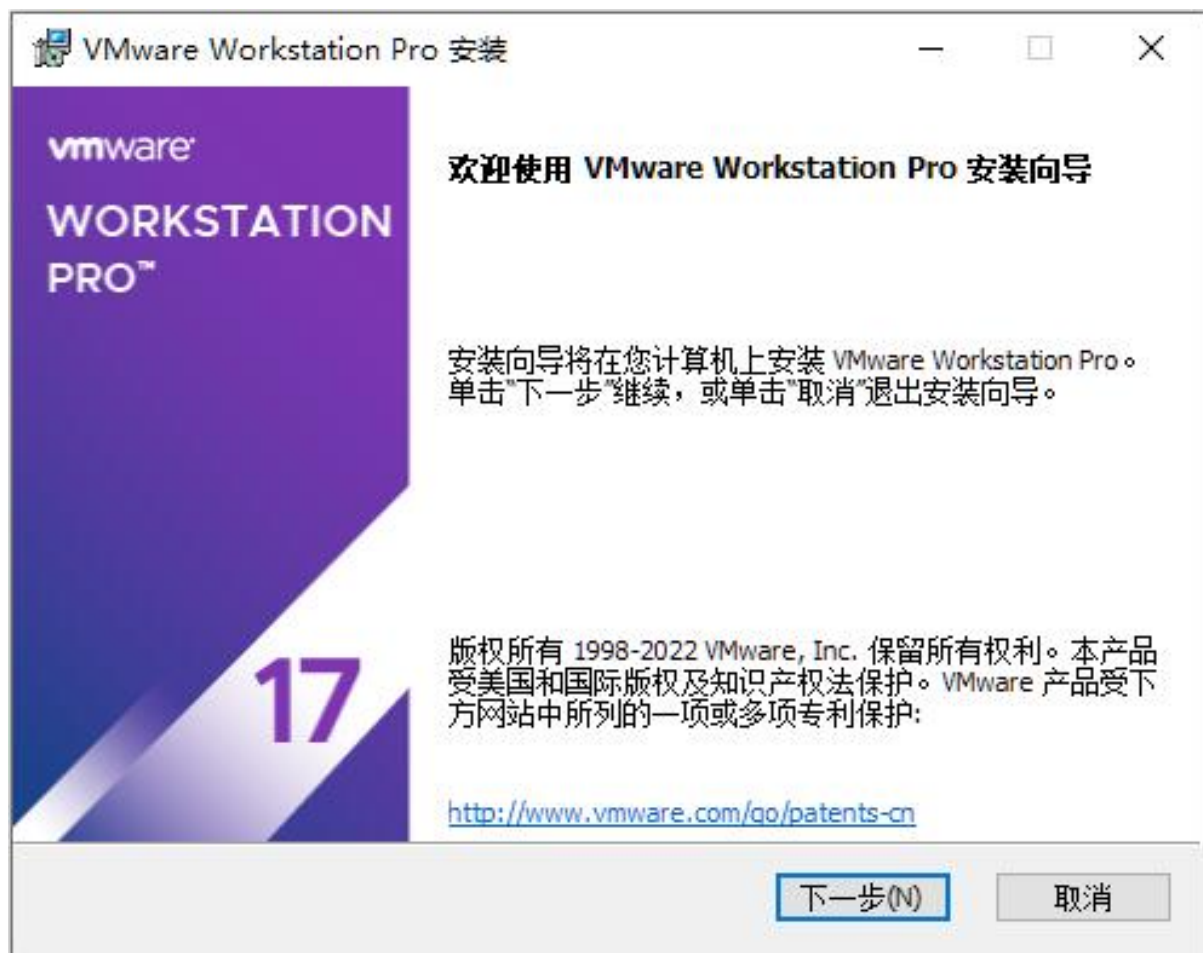 VMware Workstation Pro 安装
vmware
WORKSTATION
PRO™
欢迎使用 VMware Workstation Pro 安装向导
安装向导将在您计算机上安装 VMware Workstation Pro。
单击"下一步"继续，或单击"取消"退出安装向导。
版权所有 1998-2022 VMware, Inc. 保留所有权利。本产品
受美国和国际版权及知识产权法保护。VMware 产品受下
方网站中所列的一项或多项专利保护:
17
http://www.vmware.com/go/patents-cn
下一步(N)
取消